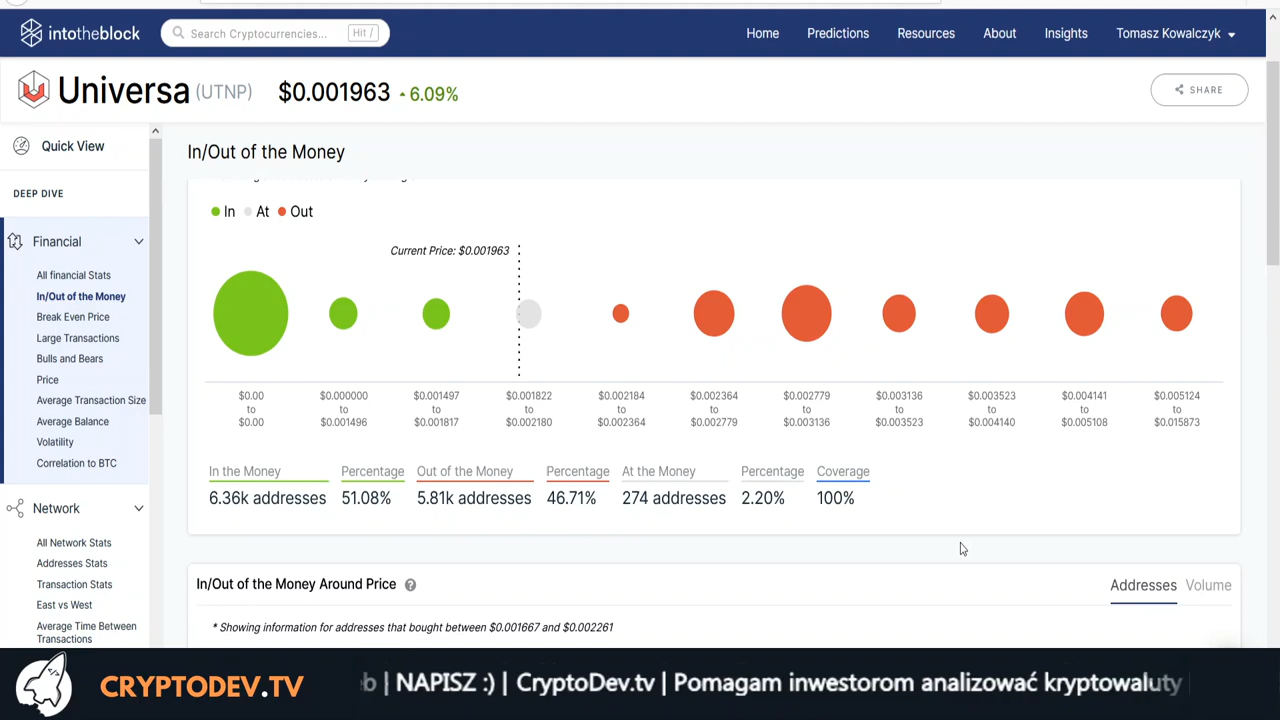 intotheblock
Search Cryptocurrencies...
Hit /
Home
Predictions
Resources
About
Insights
Tomasz Kowalczyk
Universa (UTNP) $0.001963 6.09%
SHARE
Quick View
DEEP DIVE
Financial
All financial Stats
In/Out of the Money
Break Even Price
Large Transactions
Bulls and Bears
Price
Average Transaction Size
Average Balance
Volatility
Correlation to BTC
Network
All Network Stats
Addresses Stats
Transaction Stats
East vs West
Average Time Between
Transactions
In/Out of the Money
In At Out
Current Price: $0.001963
$0.00
to
$0.00
$0.000000
to
$0.001496
$0.001497
to
$0.001817
$0.001822
to
$0.002180
$0.002184
to
$0.002364
$0.002364
to
$0.002779
$0.002779
to
$0.003136
$0.003136
to
$0.003523
$0.003523
to
$0.004140
$0.004141
to
$0.005108
$0.005124
to
$0.015873
In the Money
6.36k addresses
Percentage
51.08%
Out of the Money
5.81k addresses
Percentage
46.71%
At the Money
274 addresses
Percentage
2.20%
Coverage
100%
In/Out of the Money Around Price
Addresses
Volume
* Showing information for addresses that bought between $0.001667 and $0.002261
CRYPTODEV.TV
| NAPISZ :) | CryptoDev.tv | Pomagam inwestorom analizować kryptowaluty